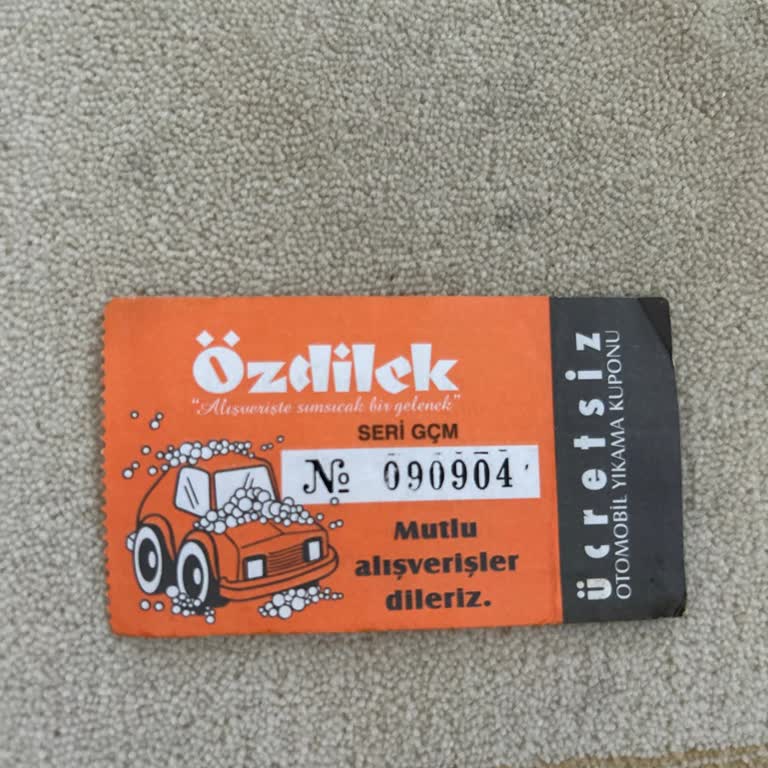 Özdilek
“Alışverişte sımsıcak bir gelenek”
SERİ GÇM
№ 090904
Mutlu
alışverişler
dileriz.
Ücretsiz
OTOMOBİL YIKAMA KUPONU